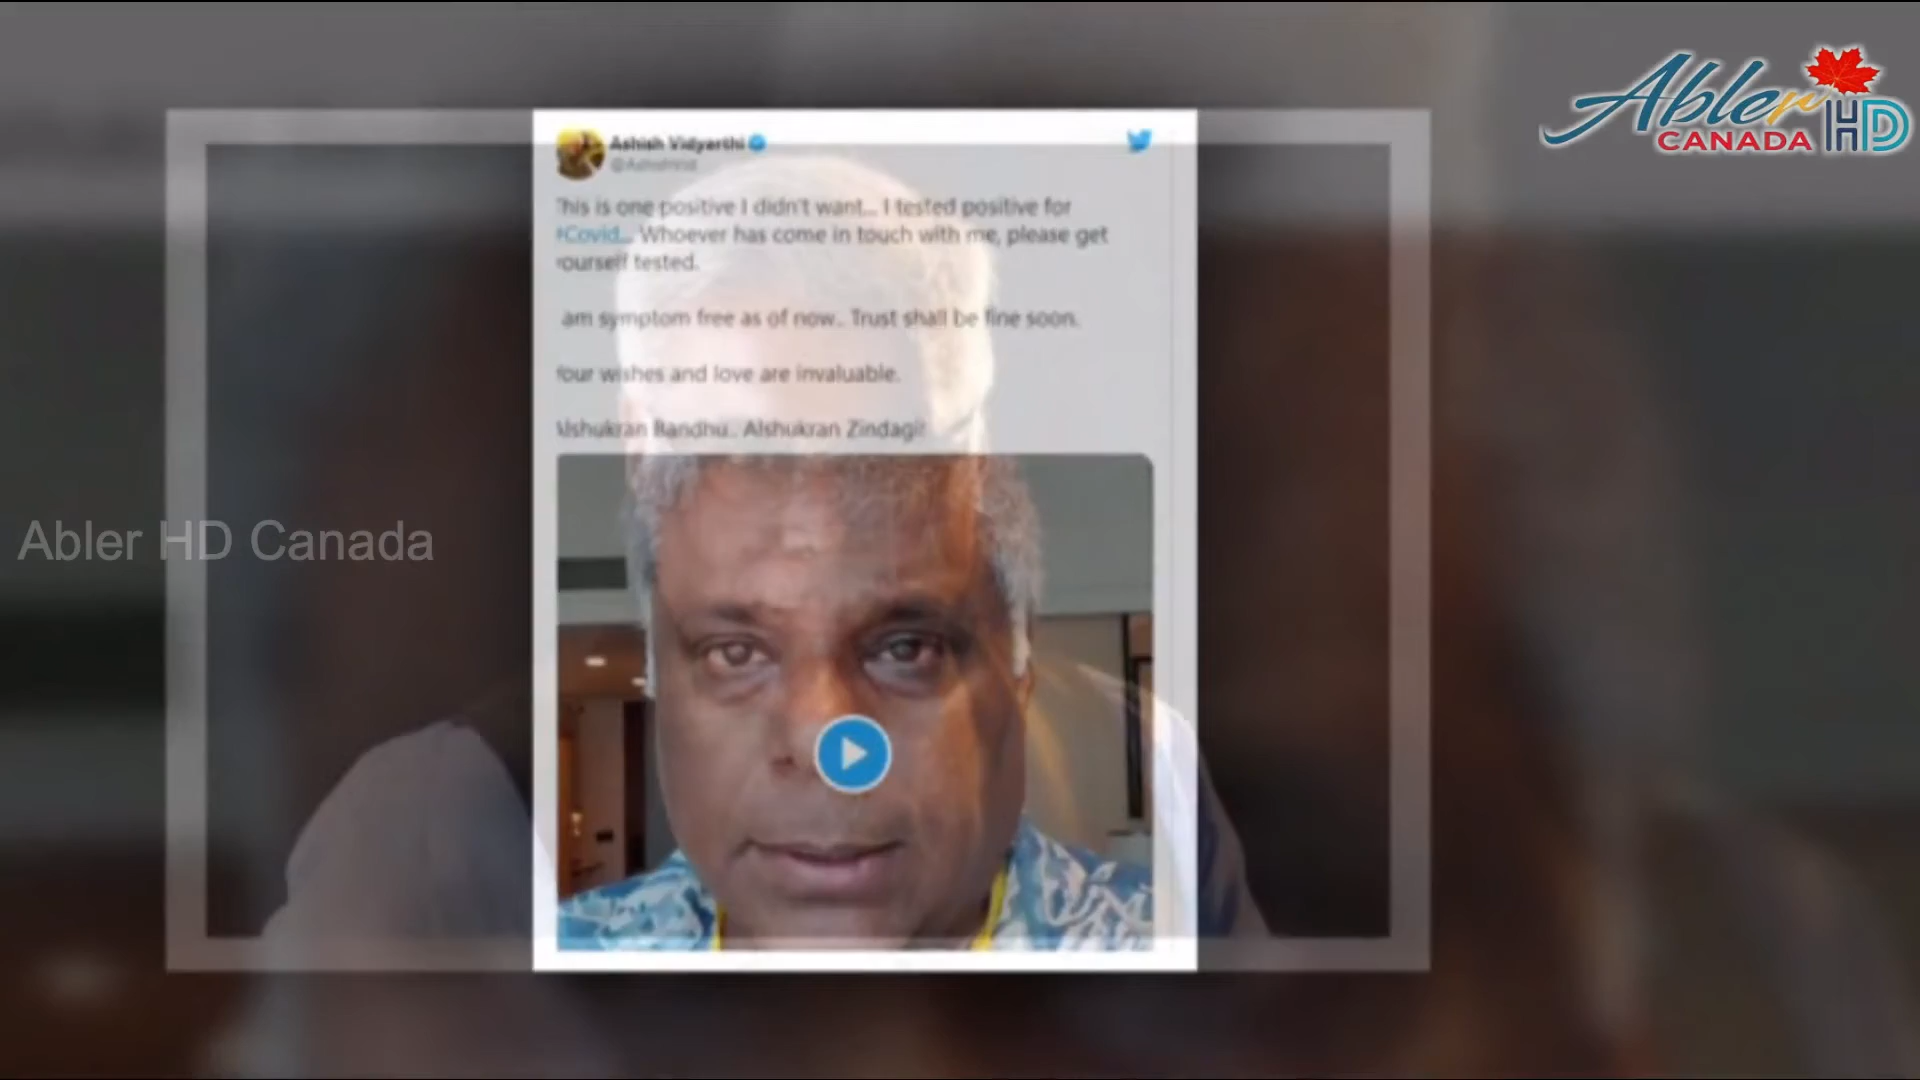 Abler
CANADA HD
Ashish Vidyarthi
This is one positive I didn't want... I tested positive for
#Covid... Whoever has come in touch with me, please get
yourself tested.
am symptom free as of now.. Trust shall be fine soon.
Your wishes and love are invaluable.
Alshukran Bandhu.. Alshukran Zindagi!
Abler HD Canada